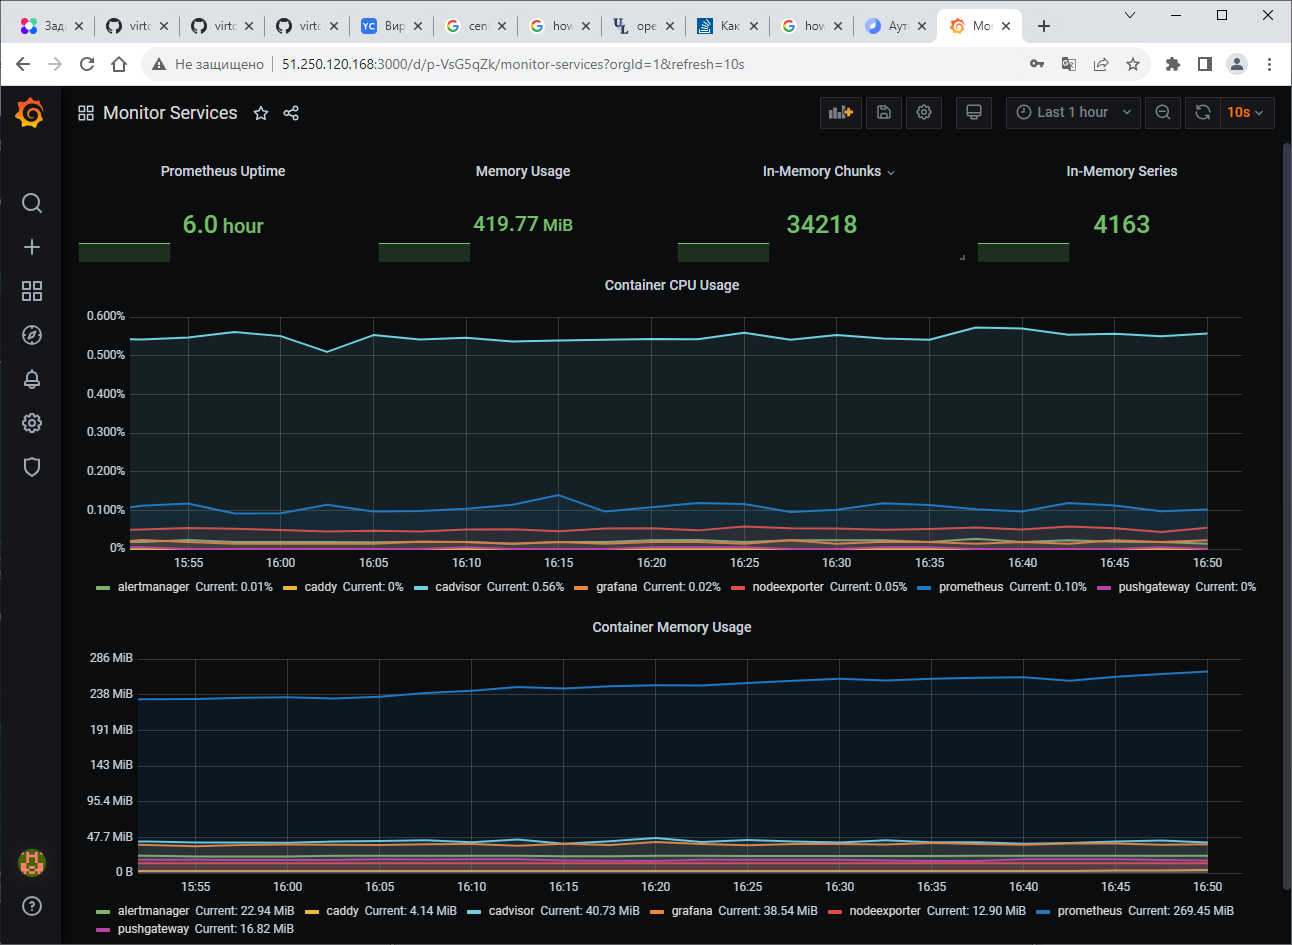 Зада
virtc
virtc
virtc
YC Вир
cen
how
UL ope
Как
how
Аут
Мо
Не защищено 51.250.120.168:3000/d/p-VsG5qZk/monitor-services?orgId=1&refresh=10s
Monitor Services
Last 1 hour
10s
Prometheus Uptime
Memory Usage
In-Memory Chunks
In-Memory Series
6.0 hour
419.77 MiB
34218
4163
Container CPU Usage
0.600%
0.500%
0.400%
0.300%
0.200%
0.100%
0%
15:55 16:00 16:05 16:10 16:15 16:20 16:25 16:30 16:35 16:40 16:45 16:50
alertmanager Current: 0.01% caddy Current: 0% cadvisor Current: 0.56% grafana Current: 0.02% nodeexporter Current: 0.05% prometheus Current: 0.10% pushgateway Current: 0%
Container Memory Usage
286 MiB
238 MiB
191 MiB
143 MiB
95.4 MiB
47.7 MiB
0 B
15:55 16:00 16:05 16:10 16:15 16:20 16:25 16:30 16:35 16:40 16:45 16:50
alertmanager Current: 22.94 MiB caddy Current: 4.14 MiB cadvisor Current: 40.73 MiB grafana Current: 38.54 MiB nodeexporter Current: 12.90 MiB prometheus Current: 269.45 MiB
pushgateway Current: 16.82 MiB